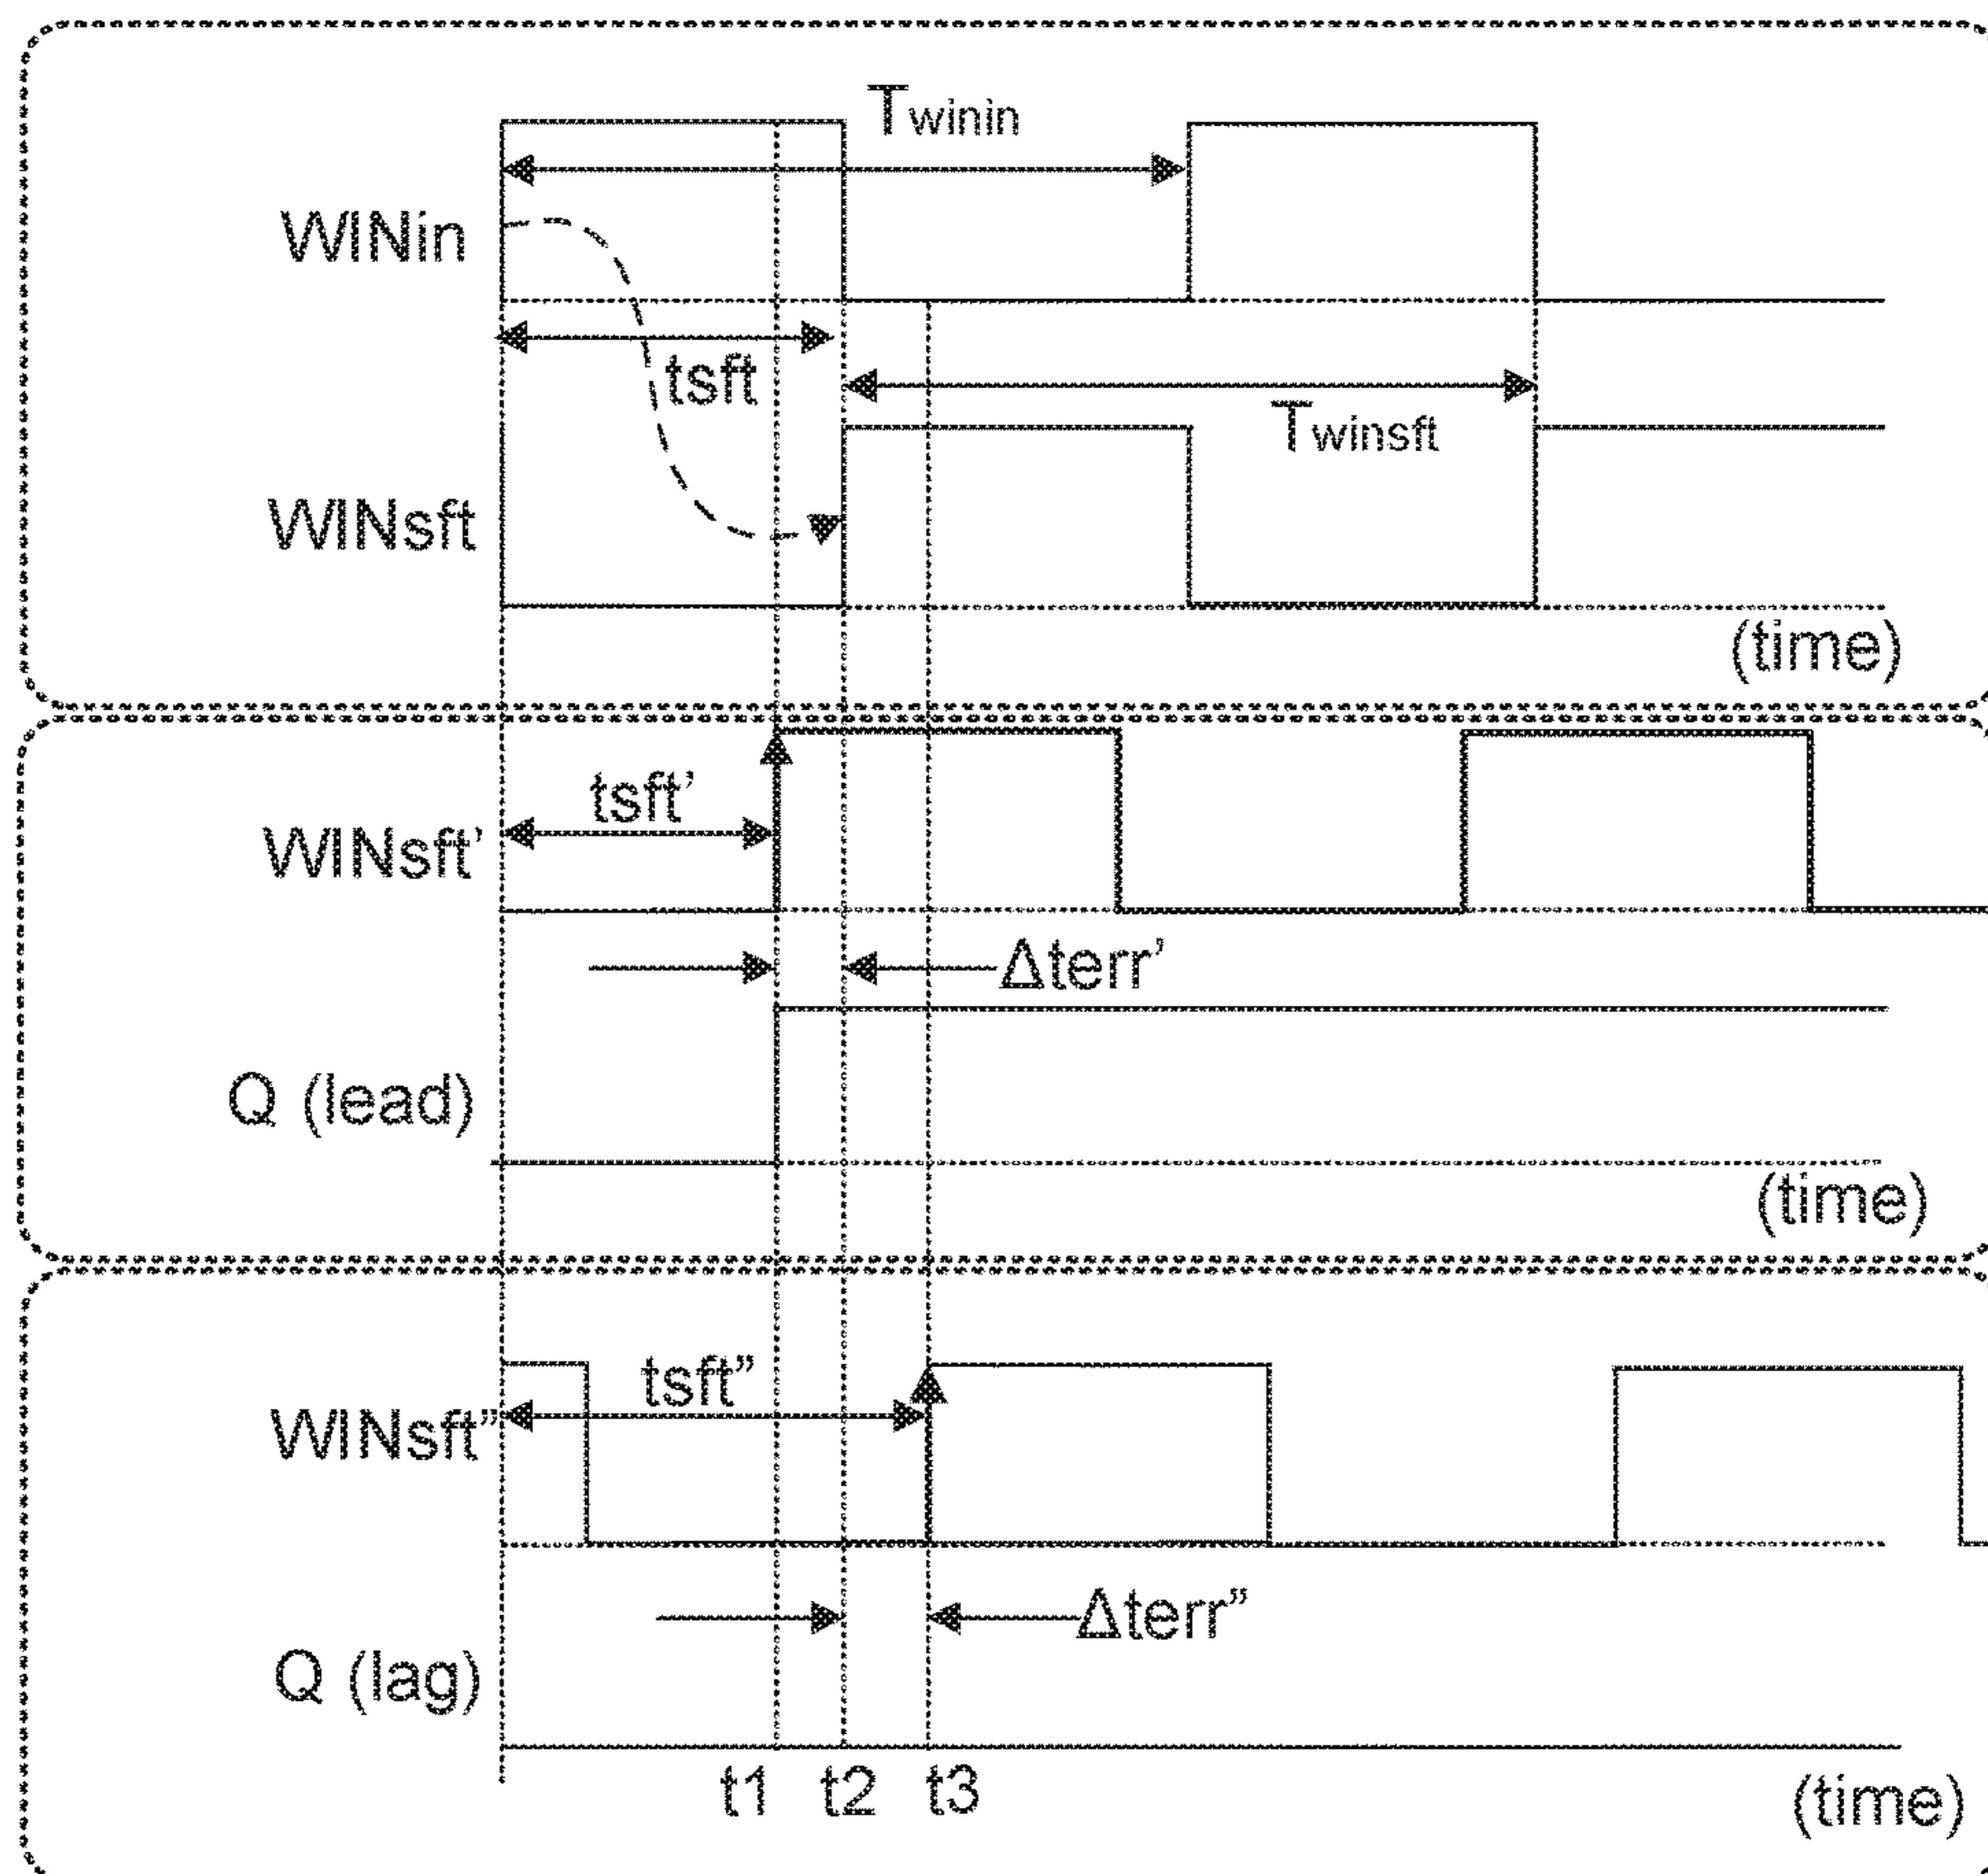 Twinin
WINin
tsft
Twinsft
WINsft
(time)
tsft’
WINsft’
Δterr’
Q (lead)
(time)
tsft”
WINsft”
Δterr”
Q (lag)
t1 t2 t3
(time)